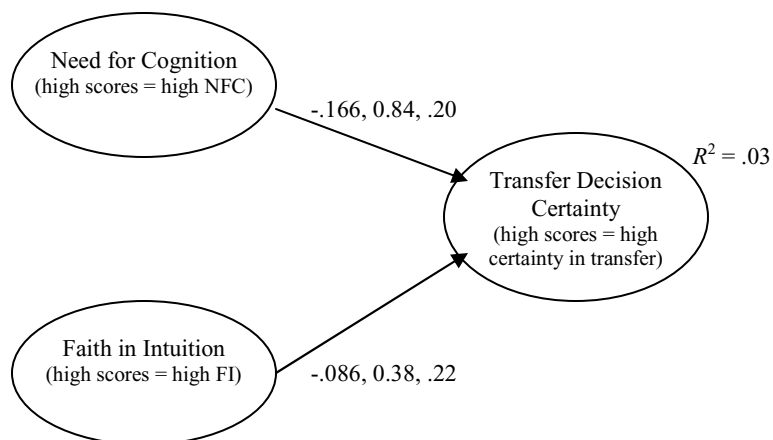 Need for Cognition
(high scores = high NFC)
-.166, 0.84, .20
R² = .03
Transfer Decision
Certainty
(high scores = high
certainty in transfer)
Faith in Intuition
(high scores = high FI)
-.086, 0.38, .22